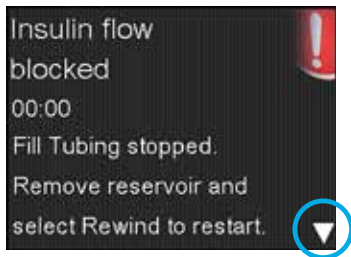 Insulin flow
blocked
00:00
Fill Tubing stopped.
Remove reservoir and
select Rewind to restart.